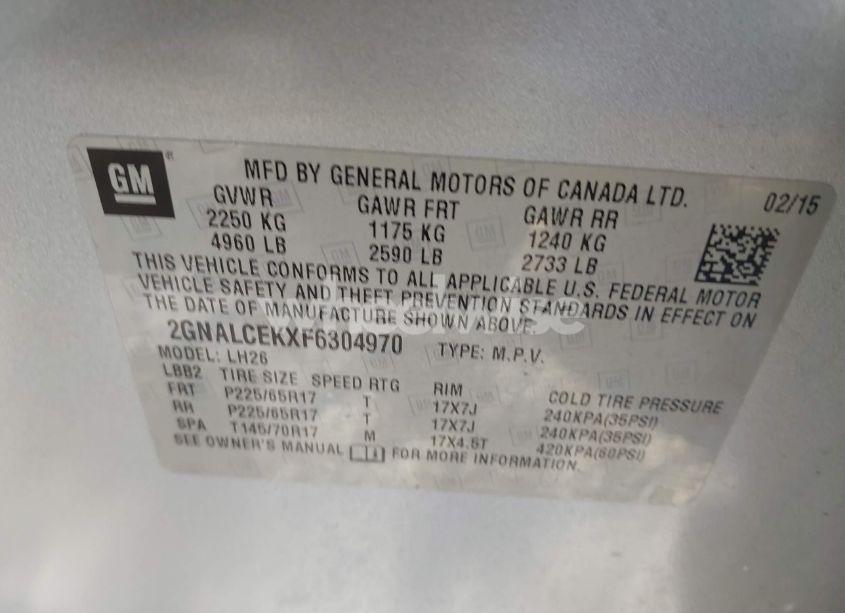 GM
MFD BY GENERAL MOTORS OF CANADA LTD. 02/15
GVWR GAWR FRT GAWR RR
2250 KG 1175 KG 1240 KG
4960 LB 2590 LB 2733 LB
THIS VEHICLE CONFORMS TO ALL APPLICABLE U.S. FEDERAL MOTOR
VEHICLE SAFETY AND THEFT PREVENTION STANDARDS IN EFFECT ON
THE DATE OF MANUFACTURE SHOWN ABOVE.
2GNALCEKXF6304970 TYPE: M.P.V.
MODEL: LH26
LBB2 TIRE SIZE SPEED RTG RIM COLD TIRE PRESSURE
FRT P225/65R17 T 17X7J 240KPA(35PSI)
RR P225/65R17 T 17X7J 240KPA(35PSI)
SPA T145/70R17 M 17X4.5T 420KPA(60PSI)
SEE OWNER'S MANUAL FOR MORE INFORMATION.